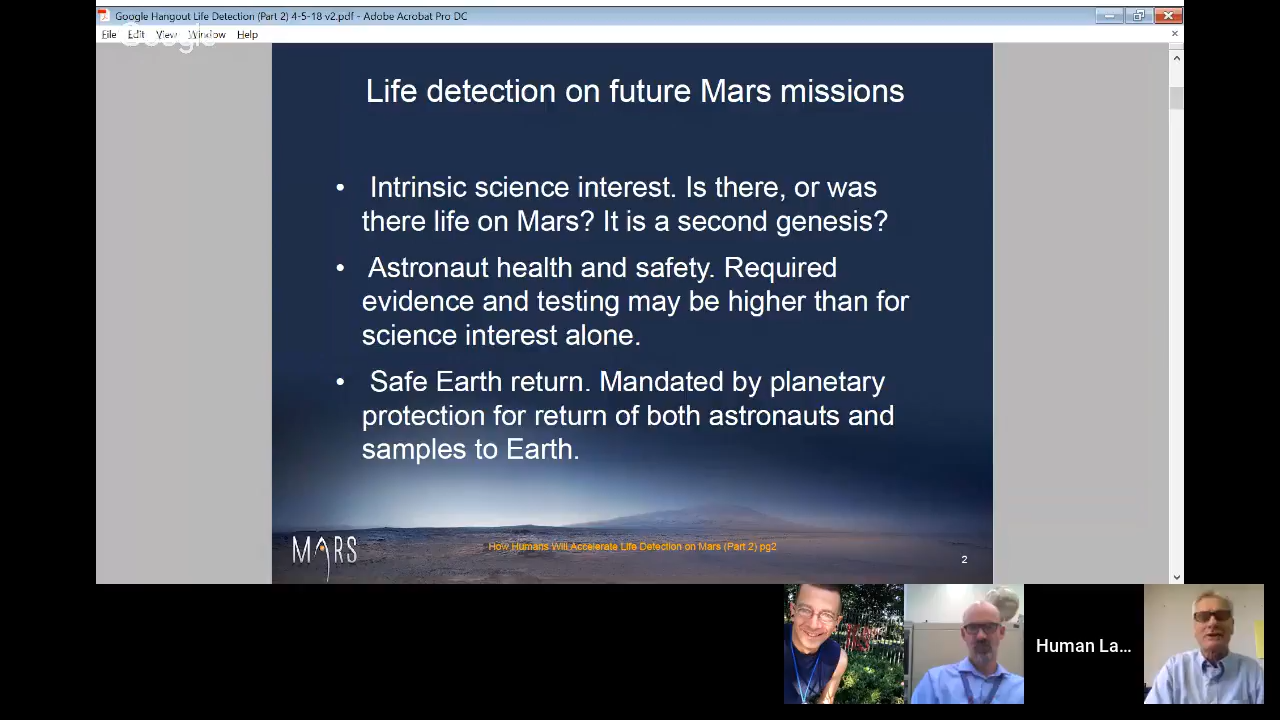 Google Hangout Life Detection (Part 2) 4-5-18 v2.pdf - Adobe Acrobat Pro DC
File Edit View Window Help
Google
Life detection on future Mars missions
• Intrinsic science interest. Is there, or was
there life on Mars? It is a second genesis?
• Astronaut health and safety. Required
evidence and testing may be higher than for
science interest alone.
• Safe Earth return. Mandated by planetary
protection for return of both astronauts and
samples to Earth.
MARS
How Humans Will Accelerate Life Detection on Mars (Part 2) pg2
2
Human La...